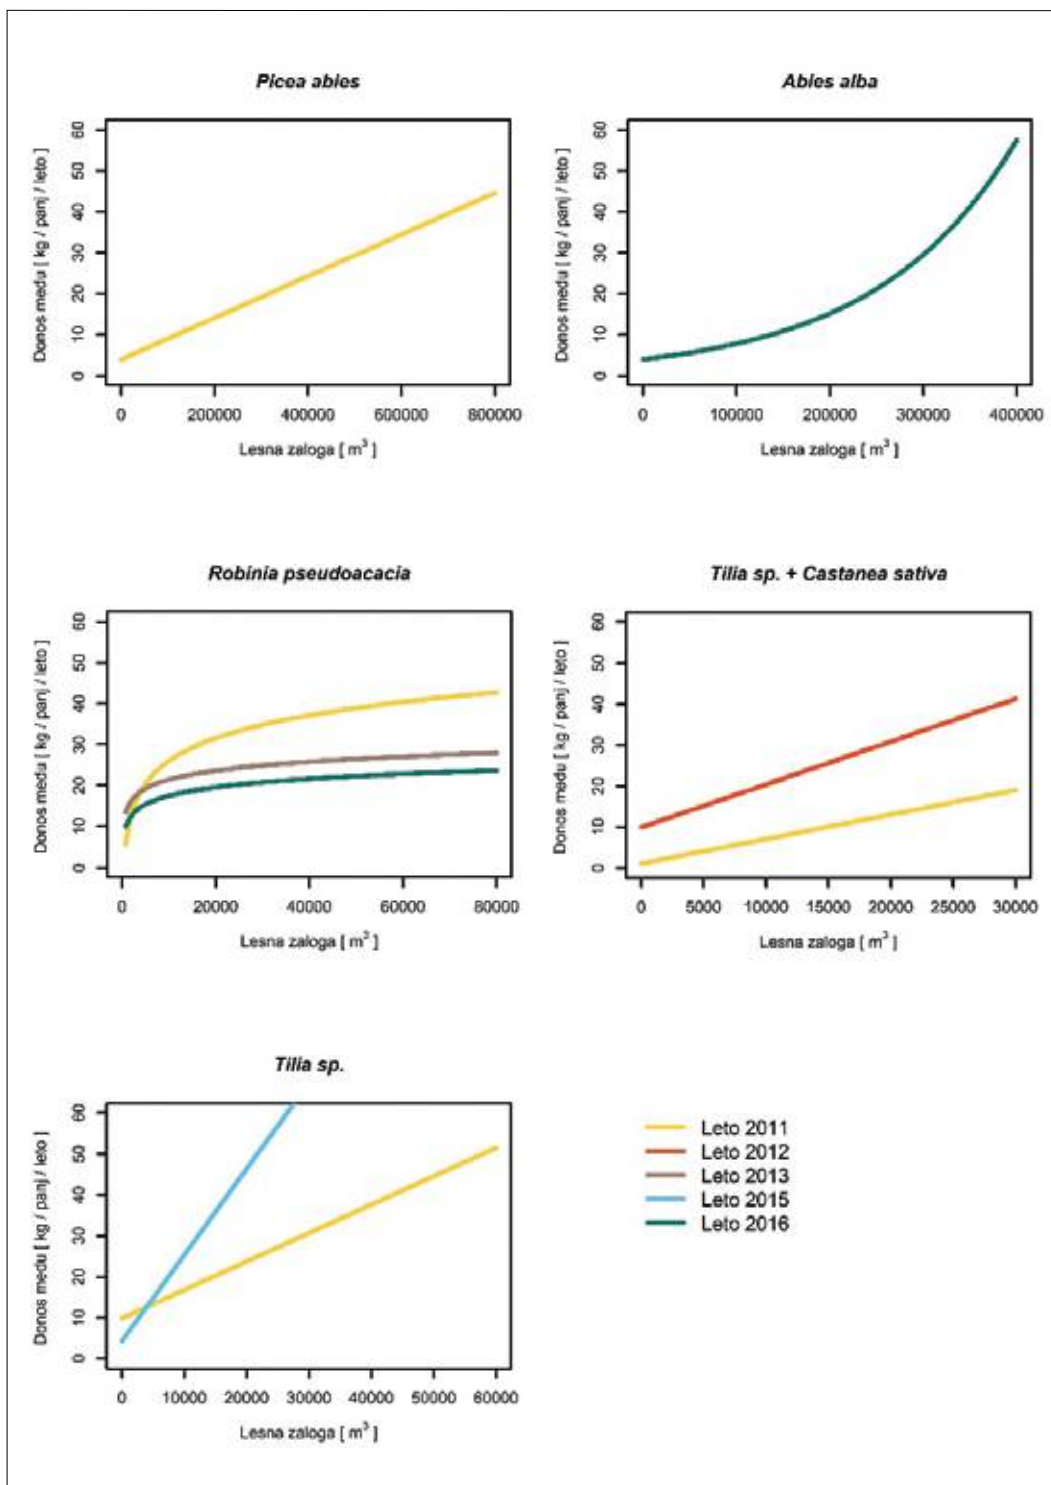 Picea abies
Donos medu [ kg / panj / leto ]
60
50
40
30
20
10
0
0 200000 400000 600000 800000
Lesna zaloga [ m³ ]
Abies alba
Donos medu [ kg / panj / leto ]
60
50
40
30
20
10
0
0 100000 200000 300000 400000
Lesna zaloga [ m³ ]
Robinia pseudoacacia
Donos medu [ kg / panj / leto ]
60
50
40
30
20
10
0
0 20000 40000 60000 80000
Lesna zaloga [ m³ ]
Tilia sp. + Castanea sativa
Donos medu [ kg / panj / leto ]
60
50
40
30
20
10
0
0 5000 10000 15000 20000 25000 30000
Lesna zaloga [ m³ ]
Tilia sp.
Donos medu [ kg / panj / leto ]
60
50
40
30
20
10
0
0 10000 20000 30000 40000 50000 60000
Lesna zaloga [ m³ ]
Leto 2011
Leto 2012
Leto 2013
Leto 2015
Leto 2016